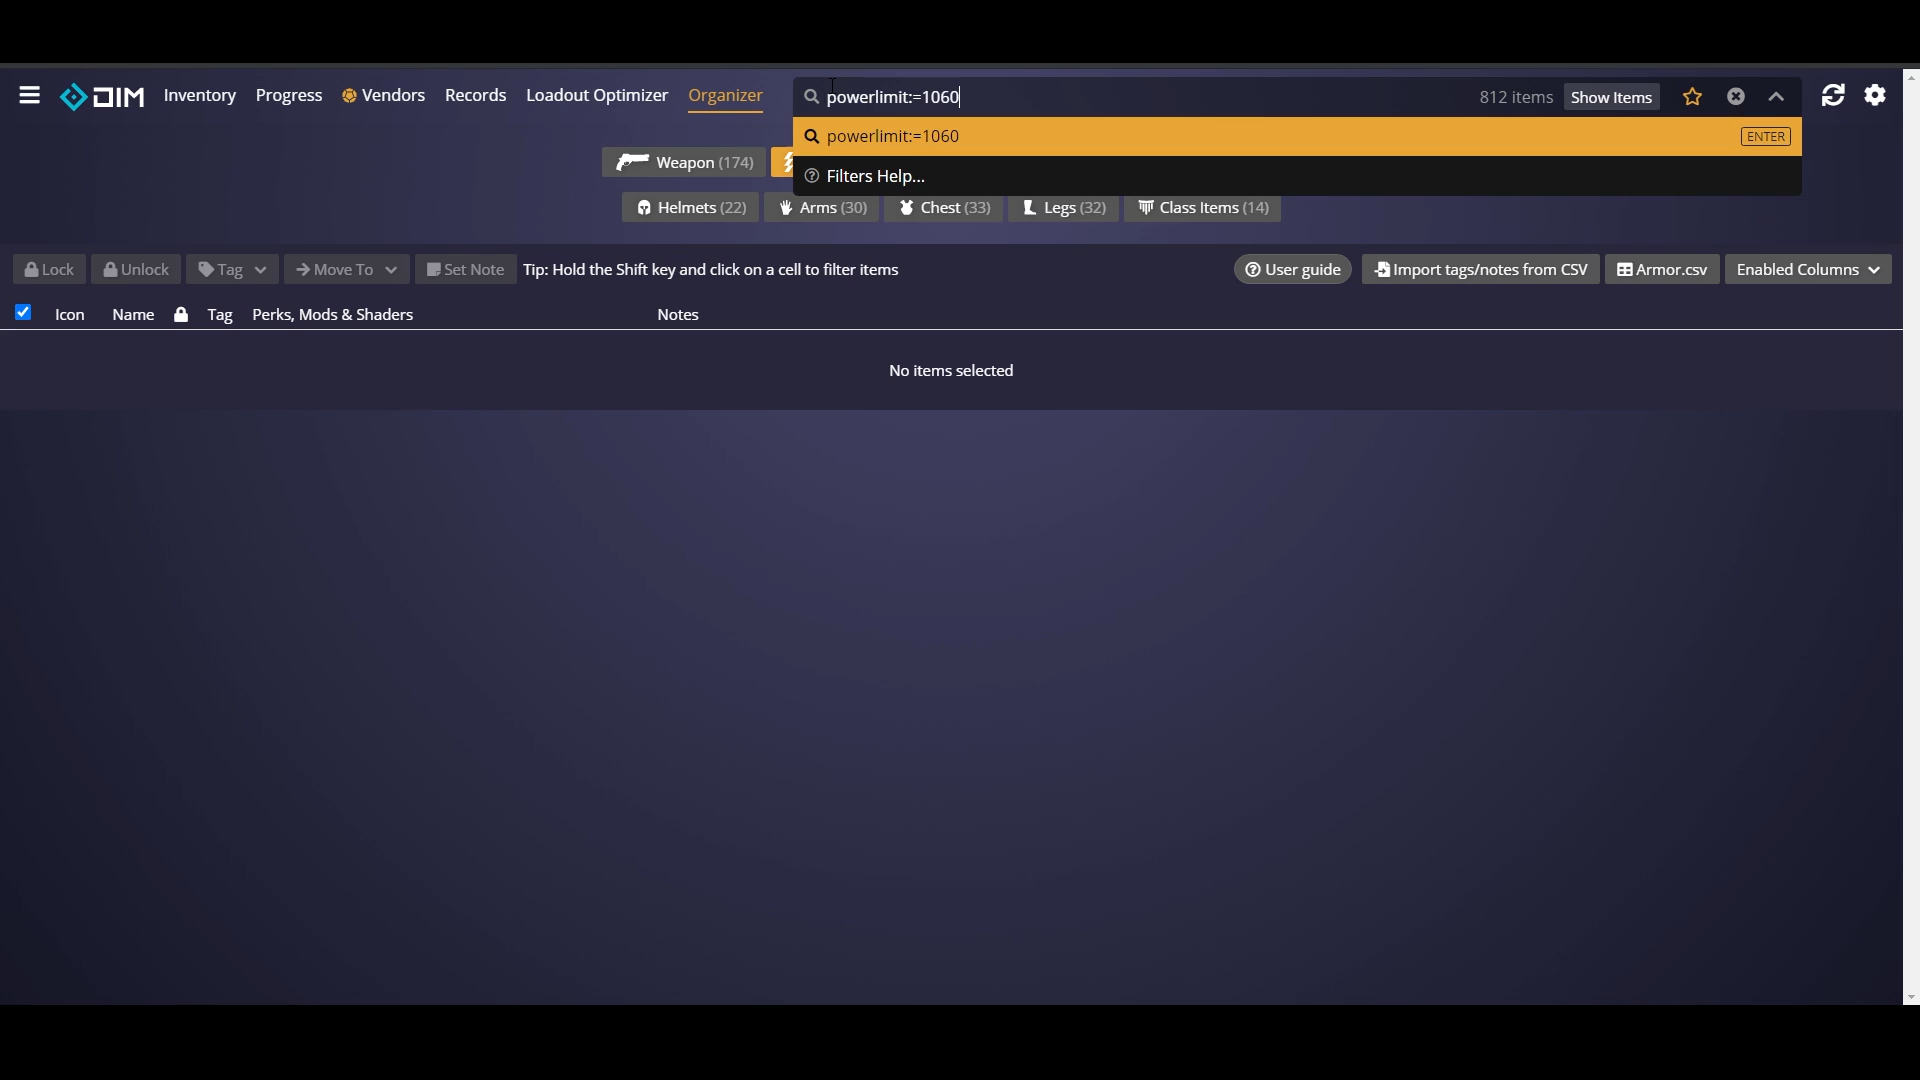 DIM Inventory Progress Vendors Records Loadout Optimizer Organizer powerlimit:=1060 812 items Show Items
powerlimit:=1060 ENTER
Weapon (174)
Filters Help...
Helmets (22) Arms (30) Chest (33) Legs (32) Class Items (14)
Lock Unlock Tag Move To Set Note Tip: Hold the Shift key and click on a cell to filter items User guide Import tags/notes from CSV Armor.csv Enabled Columns
Icon Name Tag Perks, Mods & Shaders Notes
No items selected